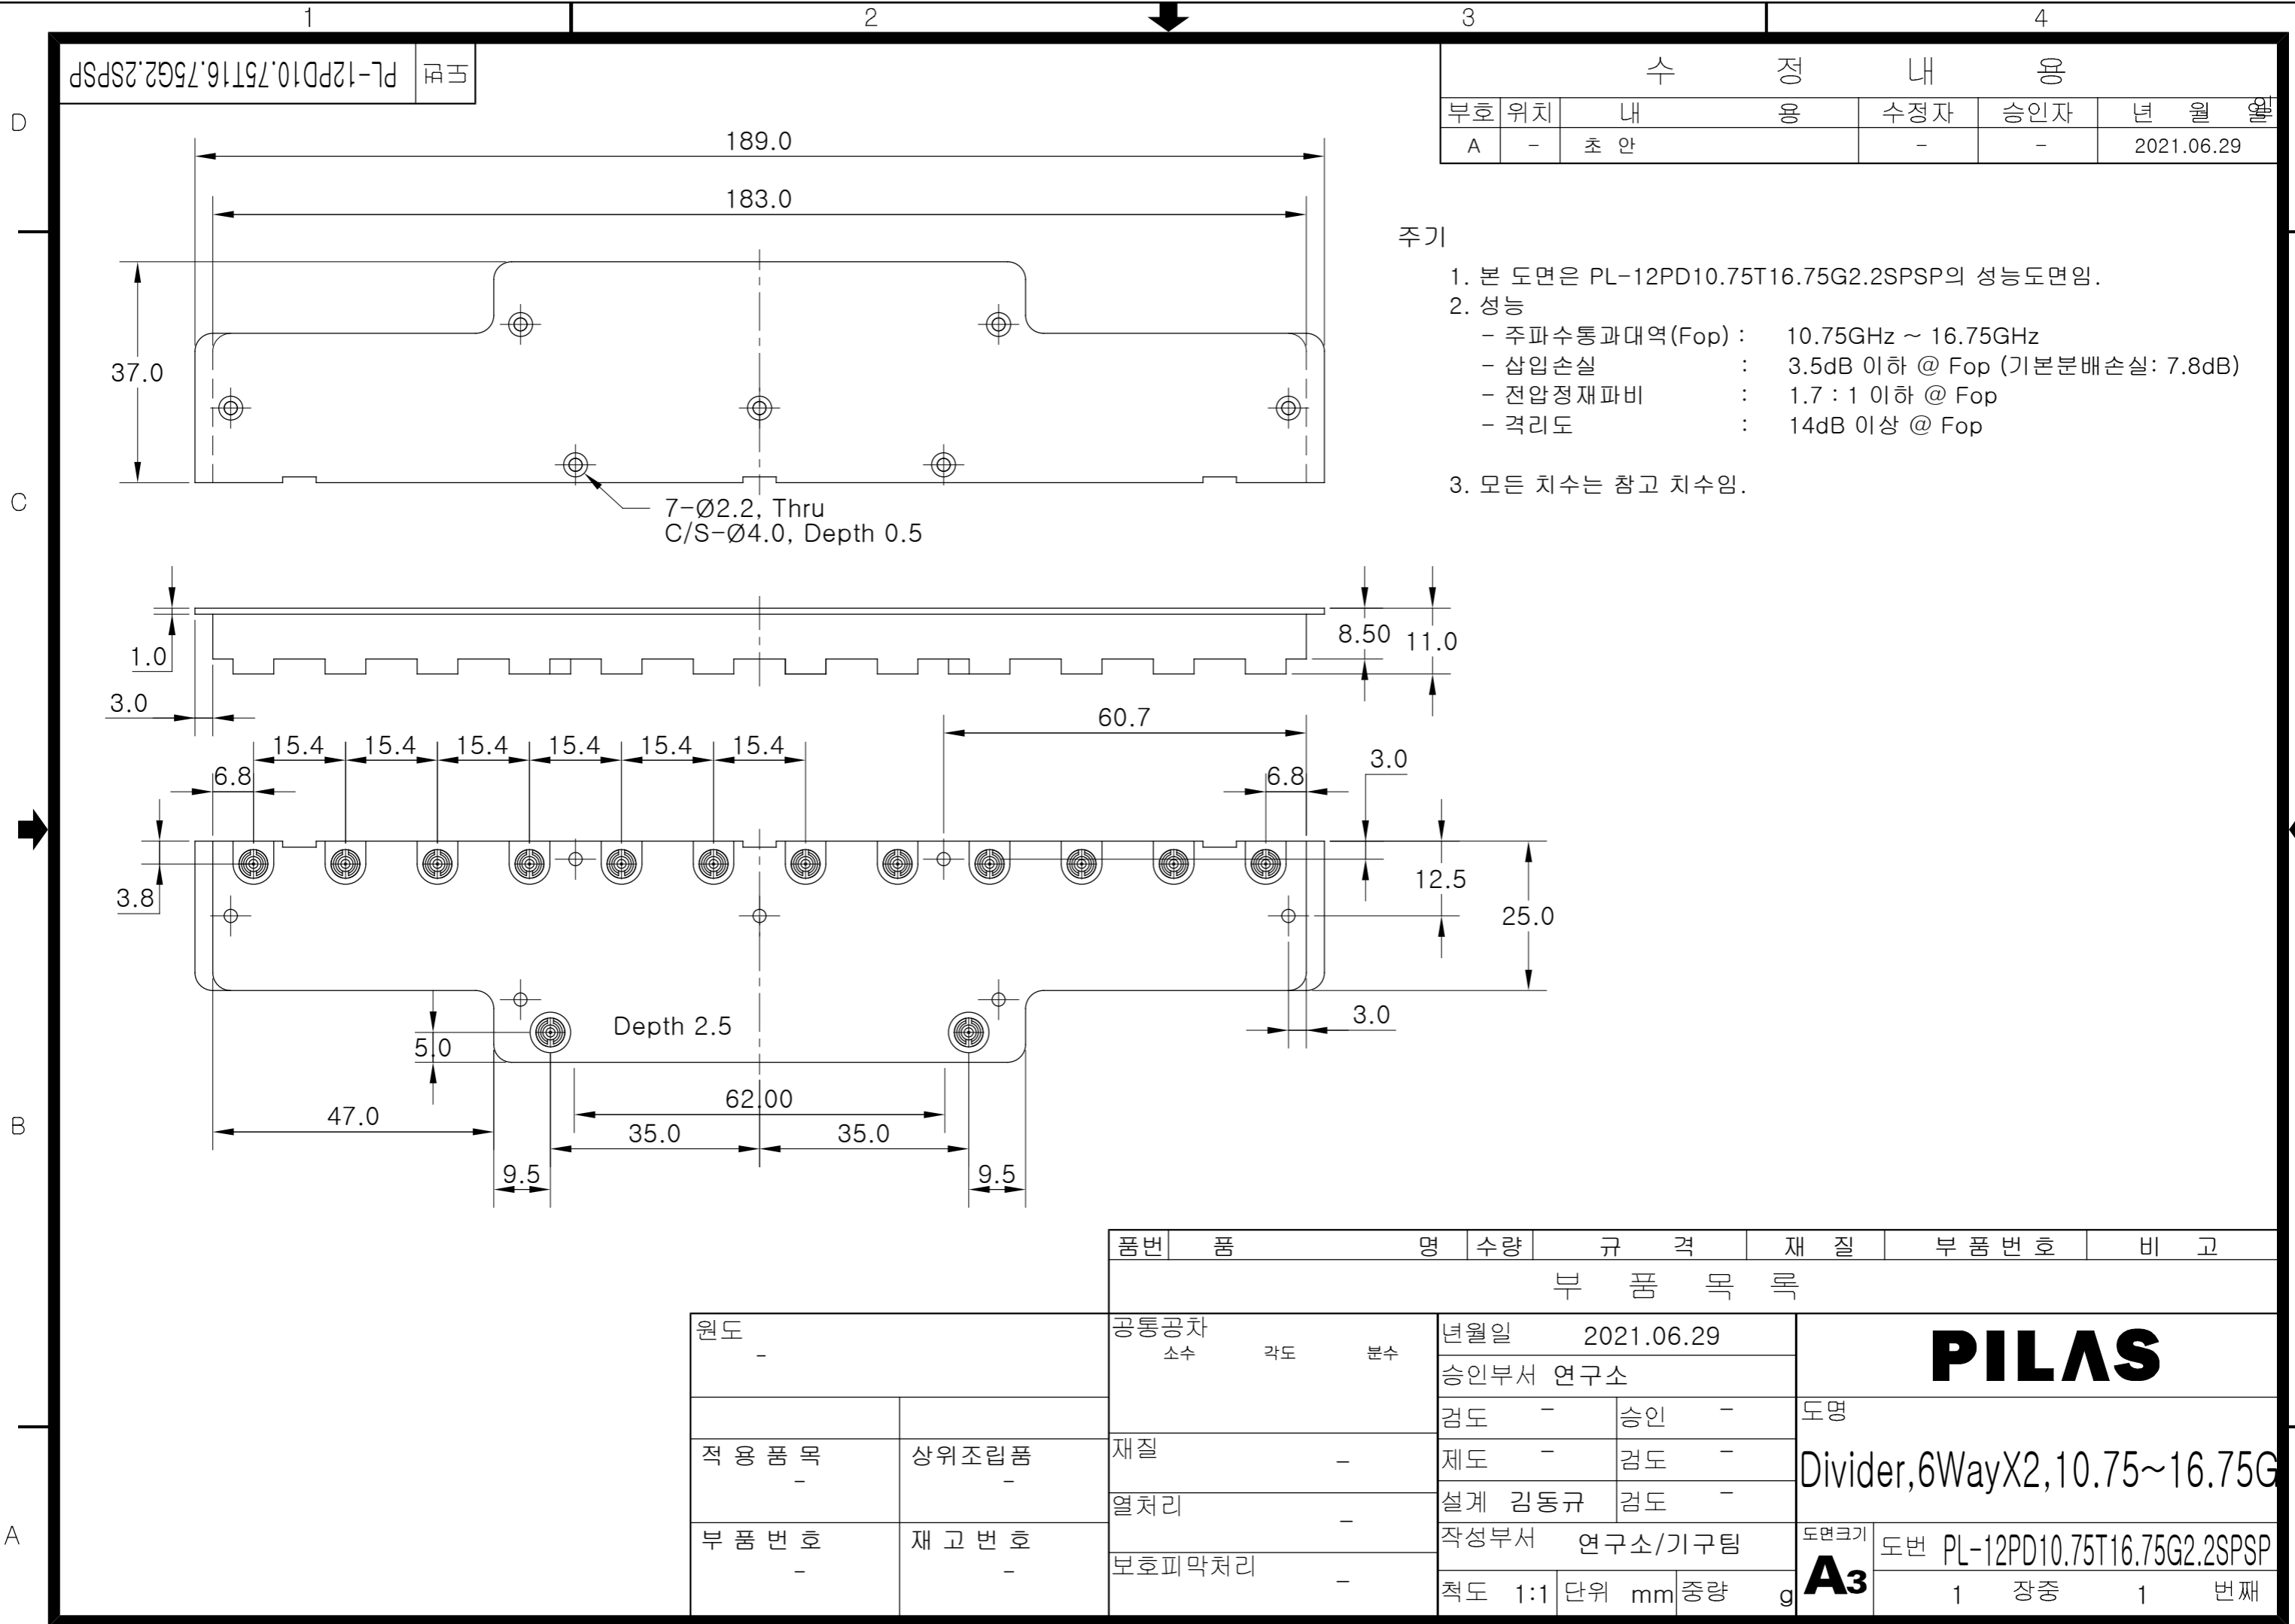 1 2 3 4
도번 PL-12PD10.75T16.75G2.2SPSP
수 정 내 용
부호 위치 내 용 수정자 승인자 년 월 일
A - 초 안 - - 2021.06.29
D
C
B
A
189.0
183.0
37.0
7-Ø2.2, Thru
C/S-Ø4.0, Depth 0.5
주기
1. 본 도면은 PL-12PD10.75T16.75G2.2SPSP의 성능도면임.
2. 성능
- 주파수통과대역(Fop) : 10.75GHz ~ 16.75GHz
- 삽입손실 : 3.5dB 이하 @ Fop (기본분배손실: 7.8dB)
- 전압정재파비 : 1.7 : 1 이하 @ Fop
- 격리도 : 14dB 이상 @ Fop
3. 모든 치수는 참고 치수임.
1.0
3.0
8.50
11.0
60.7
15.4 15.4 15.4 15.4 15.4 15.4
6.8
6.8
3.0
3.8
12.5
25.0
3.0
Depth 2.5
5.0
62.00
47.0
35.0 35.0
9.5 9.5
품번 품 명 수량 규 격 재 질 부 품 번 호 비 고
부 품 목 록
원도
-
적 용 품 목
-
상위조립품
-
부 품 번 호
-
재 고 번 호
-
공통공차
소수 각도 분수
재질 -
열처리 -
보호피막처리 -
년월일 2021.06.29
승인부서 연구소
검도 - 승인 -
제도 - 검도 -
설계 김동규 검도 -
작성부서 연구소/기구팀
척도 1:1 단위 mm 중량 g
PILAS
도명
Divider,6WayX2,10.75~16.75G
도면크기
A3
도번 PL-12PD10.75T16.75G2.2SPSP
1 장중 1 번째